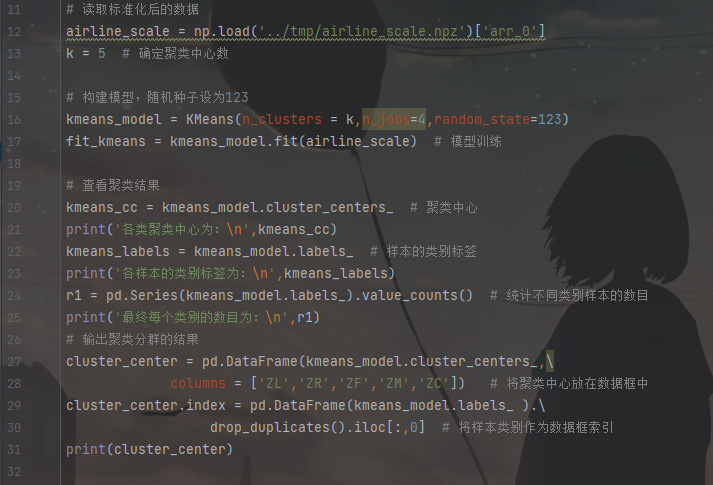 11 # 读取标准化后的数据
12 airline_scale = np.load('../tmp/airline_scale.npz')['arr_0']
13 k = 5  # 确定聚类中心数
14
15 # 构建模型，随机种子设为123
16 kmeans_model = KMeans(n_clusters = k,n_jobs=4,random_state=123)
17 fit_kmeans = kmeans_model.fit(airline_scale)  # 模型训练
18
19 # 查看聚类结果
20 kmeans_cc = kmeans_model.cluster_centers_  # 聚类中心
21 print('各类聚类中心为：\n',kmeans_cc)
22 kmeans_labels = kmeans_model.labels_  # 样本的类别标签
23 print('各样本的类别标签为：\n',kmeans_labels)
24 r1 = pd.Series(kmeans_model.labels_).value_counts()  # 统计不同类别样本的数目
25 print('最终每个类别的数目为：\n',r1)
26 # 输出聚类分群的结果
27 cluster_center = pd.DataFrame(kmeans_model.cluster_centers_,\
28 columns = ['ZL','ZR','ZF','ZM','ZC'])   # 将聚类中心放在数据框中
29 cluster_center.index = pd.DataFrame(kmeans_model.labels_ ).\
30 drop_duplicates().iloc[:,0]  # 将样本类别作为数据框索引
31 print(cluster_center)
32